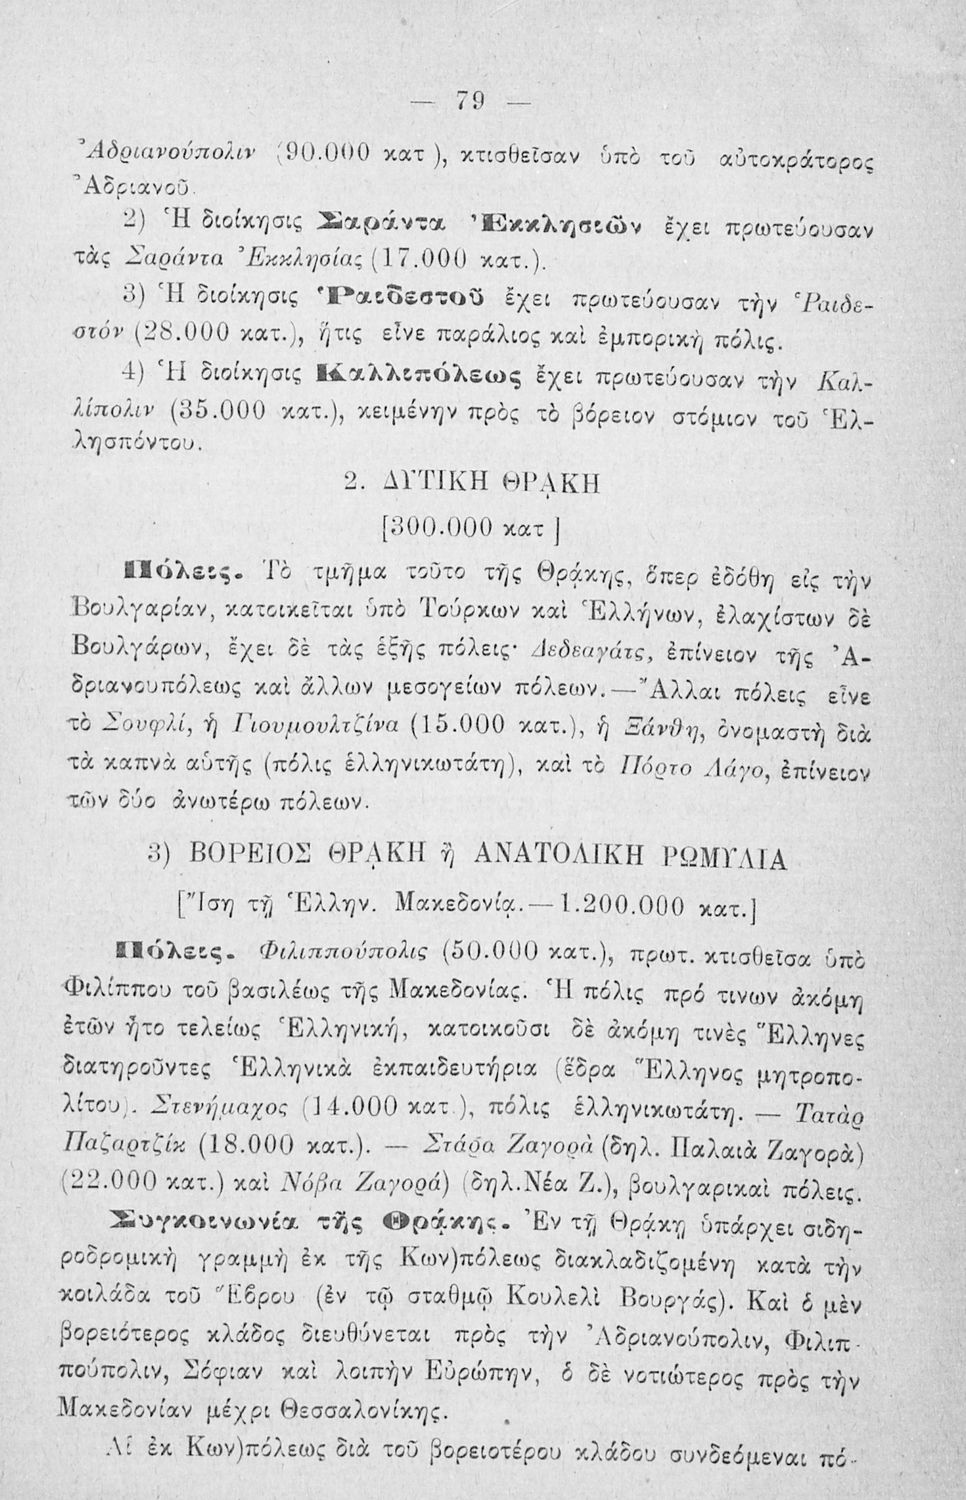 — 79 —
Ἀδριανούπολιν (90.000 κατ ), κτισθεῖσαν ὑπὸ τοῦ αὐτοκράτορος
Ἀδριανοῦ.
2) Ἡ διοίκησις Σαράντα Ἐκκλησιῶν ἔχει πρωτεύουσαν
τὰς Σαράντα Ἐκκλησίας (17.000 κατ.).
3) Ἡ διοίκησις Ῥαιδεστοῦ ἔχει πρωτεύουσαν τὴν Ῥαιδε-
στόν (28.000 κατ.), ἥτις εἶνε παράλιος καὶ ἐμπορικὴ πόλις.
4) Ἡ διοίκησις Καλλιπόλεως ἔχει πρωτεύουσαν τὴν Καλ-
λίπολιν (35.000 κατ.), κειμένην πρὸς τὸ βόρειον στόμιον τοῦ Ἑλ-
λησπόντου.
2. ΔΥΤΙΚΗ ΘΡᾼΚΗ
[300.000 κατ ]
Πόλεις. Τὸ τμῆμα τοῦτο τῆς Θρᾴκης, ὅπερ ἐδόθη εἰς τὴν
Βουλγαρίαν, κατοικεῖται ὑπὸ Τούρκων καὶ Ἑλλήνων, ἐλαχίστων δὲ
Βουλγάρων, ἔχει δὲ τὰς ἑξῆς πόλεις· Δεδεαγάτς, ἐπίνειον τῆς Ἀ-
δριανουπόλεως καὶ ἄλλων μεσογείων πόλεων.—Ἄλλαι πόλεις εἶνε
τὸ Σουφλί, ἡ Γιουμουλτζίνα (15.000 κατ.), ἡ Ξάνθη, ὀνομαστὴ διὰ
τὰ καπνὰ αὑτῆς (πόλις ἑλληνικωτάτη), καὶ τὸ Πόρτο Λάγο, ἐπίνειον
τῶν δύο ἀνωτέρω πόλεων.
3) ΒΟΡΕΙΟΣ ΘΡᾼΚΗ ἢ ΑΝΑΤΟΛΙΚΗ ΡΩΜΥΛΙΑ
[Ἴση τῇ Ἑλλην. Μακεδονίᾳ.—1.200.000 κατ.]
Πόλεις. Φιλιππούπολις (50.000 κατ.), πρωτ. κτισθεῖσα ὑπὸ
Φιλίππου τοῦ βασιλέως τῆς Μακεδονίας. Ἡ πόλις πρό τινων ἀκόμη
ἐτῶν ἦτο τελείως Ἑλληνική, κατοικοῦσι δὲ ἀκόμη τινὲς Ἕλληνες
διατηροῦντες Ἑλληνικὰ ἐκπαιδευτήρια (ἕδρα Ἕλληνος μητροπο-
λίτου). Στενήμαχος (14.000 κατ ), πόλις ἑλληνικωτάτη. — Τατὰρ
Παζαρτζίκ (18.000 κατ.). — Στάρα Ζαγορὰ (δηλ. Παλαιὰ Ζαγορὰ)
(22.000 κατ.) καὶ Νόβα Ζαγορά) (δηλ.Νέα Ζ.), βουλγαρικαὶ πόλεις.
Συγκοινωνία τῆς Θρᾴκης. Ἐν τῇ Θρᾴκῃ ὑπάρχει σιδη-
ροδρομικὴ γραμμὴ ἐκ τῆς Κων)πόλεως διακλαδιζομένη κατὰ τὴν
κοιλάδα τοῦ Ἕβρου (ἐν τῷ σταθμῷ Κουλελὶ Βουργάς). Καὶ ὁ μὲν
βορειότερος κλάδος διευθύνεται πρὸς τὴν Ἀδριανούπολιν, Φιλιπ-
πούπολιν, Σόφιαν καὶ λοιπὴν Εὐρώπην, ὁ δὲ νοτιώτερος πρὸς τὴν
Μακεδονίαν μέχρι Θεσσαλονίκης.
Αἱ ἐκ Κων)πόλεως διὰ τοῦ βορειοτέρου κλάδου συνδεόμεναι πό-